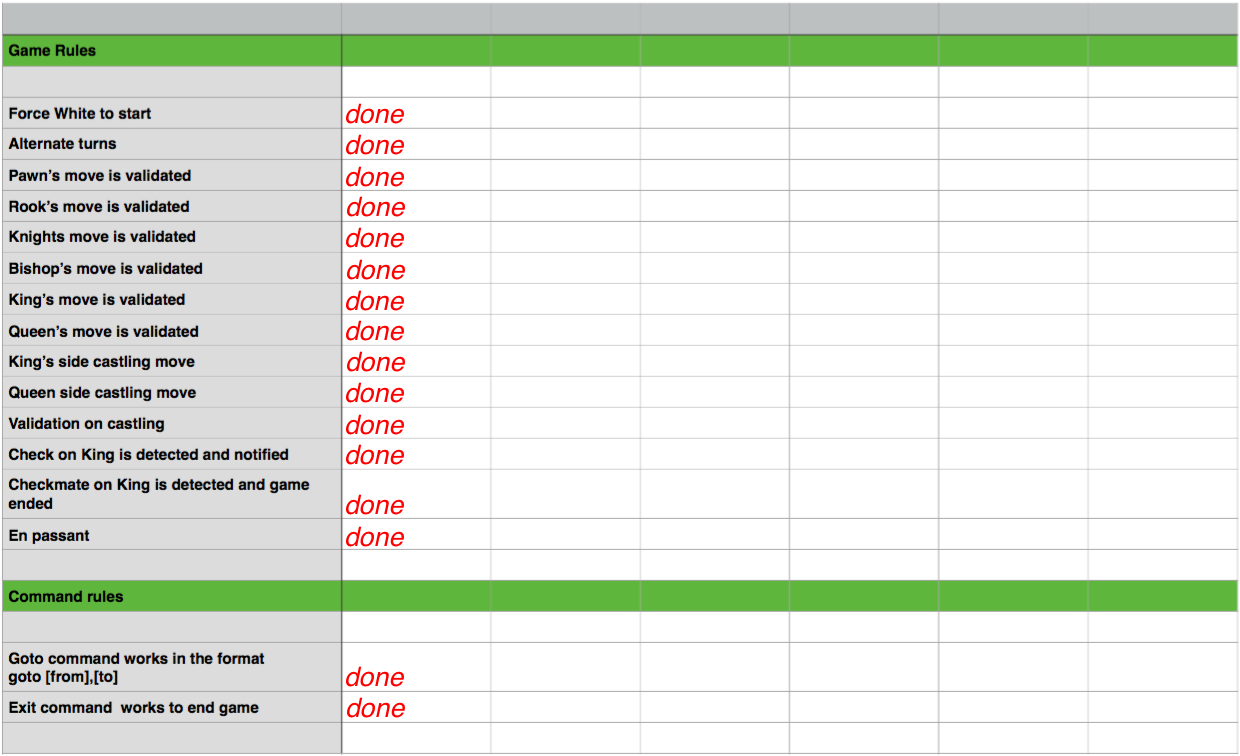 Game Rules
Force White to start done
Alternate turns done
Pawn’s move is validated done
Rook’s move is validated done
Knights move is validated done
Bishop’s move is validated done
King’s move is validated done
Queen’s move is validated done
King’s side castling move done
Queen side castling move done
Validation on castling done
Check on King is detected and notified done
Checkmate on King is detected and game
ended done
En passant done
Command rules
Goto command works in the format
goto [from],[to] done
Exit command  works to end game done